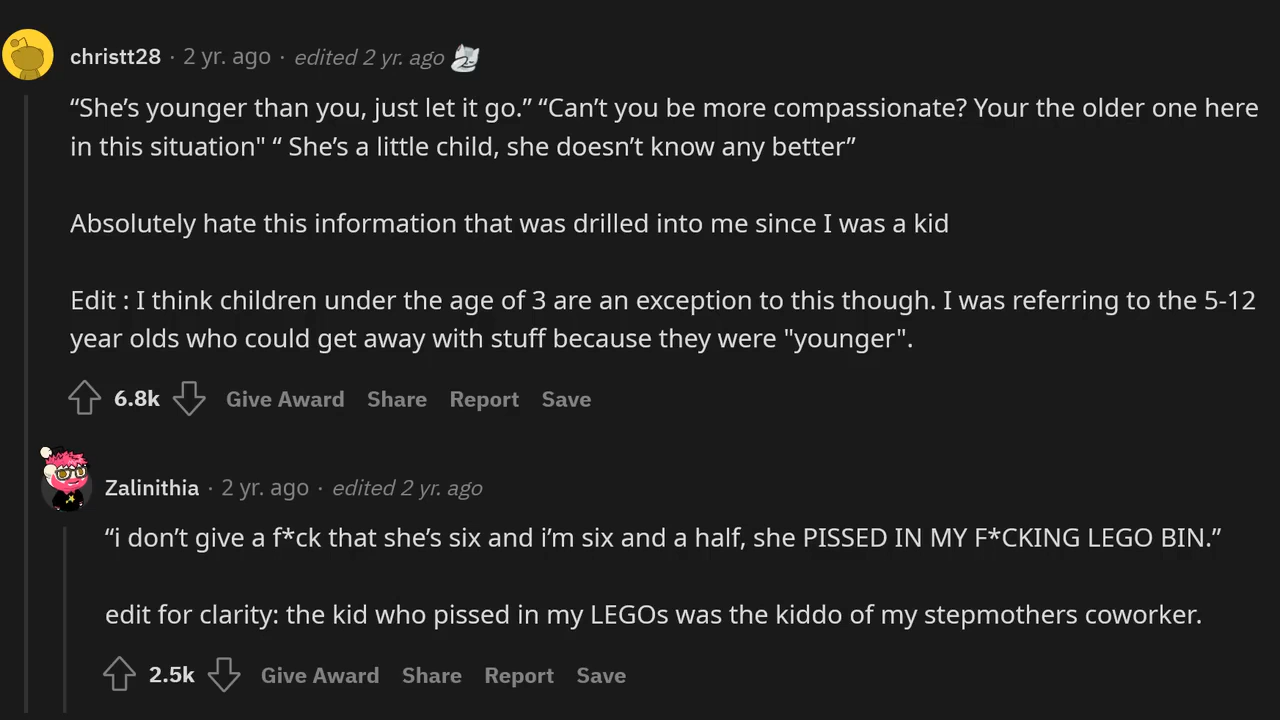 christt28 · 2 yr. ago · edited 2 yr. ago
“She’s younger than you, just let it go.” “Can’t you be more compassionate? Your the older one here
in this situation" “ She’s a little child, she doesn’t know any better”
Absolutely hate this information that was drilled into me since I was a kid
Edit : I think children under the age of 3 are an exception to this though. I was referring to the 5-12
year olds who could get away with stuff because they were "younger".
6.8k Give Award Share Report Save
Zalinithia · 2 yr. ago · edited 2 yr. ago
“i don’t give a f*ck that she’s six and i’m six and a half, she PISSED IN MY F*CKING LEGO BIN.”
edit for clarity: the kid who pissed in my LEGOs was the kiddo of my stepmothers coworker.
2.5k Give Award Share Report Save